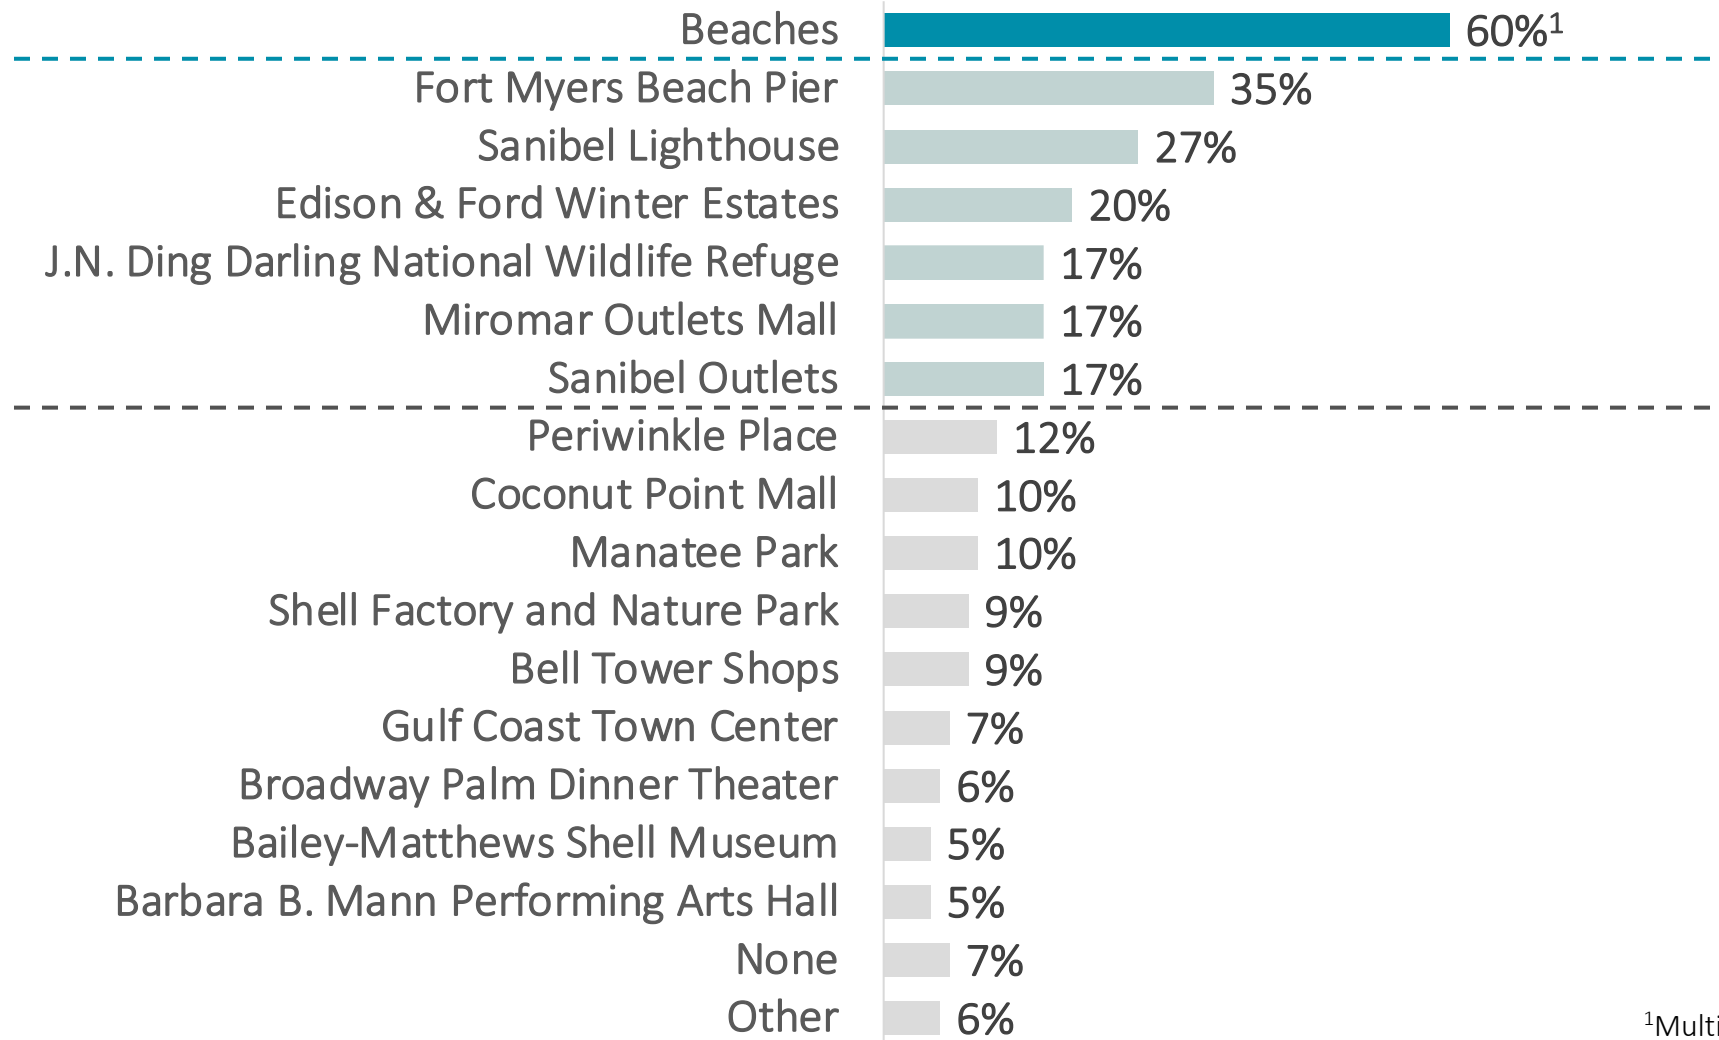 Beaches 60%¹
Fort Myers Beach Pier 35%
Sanibel Lighthouse 27%
Edison & Ford Winter Estates 20%
J.N. Ding Darling National Wildlife Refuge 17%
Miromar Outlets Mall 17%
Sanibel Outlets 17%
Periwinkle Place 12%
Coconut Point Mall 10%
Manatee Park 10%
Shell Factory and Nature Park 9%
Bell Tower Shops 9%
Gulf Coast Town Center 7%
Broadway Palm Dinner Theater 6%
Bailey-Matthews Shell Museum 5%
Barbara B. Mann Performing Arts Hall 5%
None 7%
Other 6%
¹Multi